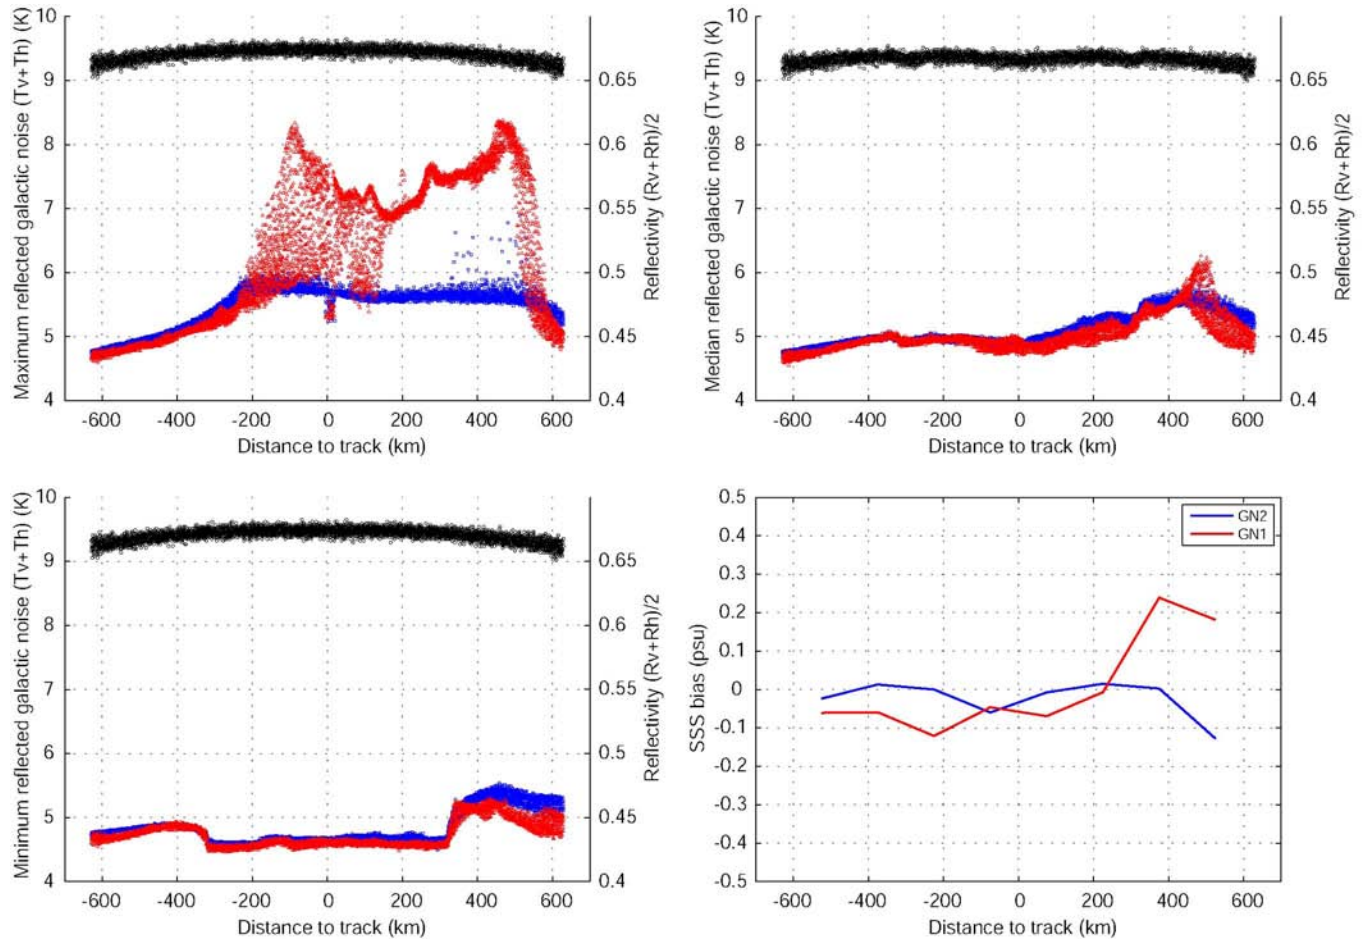 Maximum reflected galactic noise (Tv+Th) (K)
10
9
8
7
6
5
4
0.65
0.6
0.55
0.5
0.45
0.4
Reflectivity (Rv+Rh)/2
-600 -400 -200 0 200 400 600
Distance to track (km)
Median reflected galactic noise (Tv+Th) (K)
10
9
8
7
6
5
4
0.65
0.6
0.55
0.5
0.45
0.4
Reflectivity (Rv+Rh)/2
-600 -400 -200 0 200 400 600
Distance to track (km)
Minimum reflected galactic noise (Tv+Th) (K)
10
9
8
7
6
5
4
0.65
0.6
0.55
0.5
0.45
0.4
Reflectivity (Rv+Rh)/2
-600 -400 -200 0 200 400 600
Distance to track (km)
SSS bias (psu)
0.5
0.4
0.3
0.2
0.1
0
-0.1
-0.2
-0.3
-0.4
-0.5
GN2
GN1
-600 -400 -200 0 200 400 600
Distance to track (km)